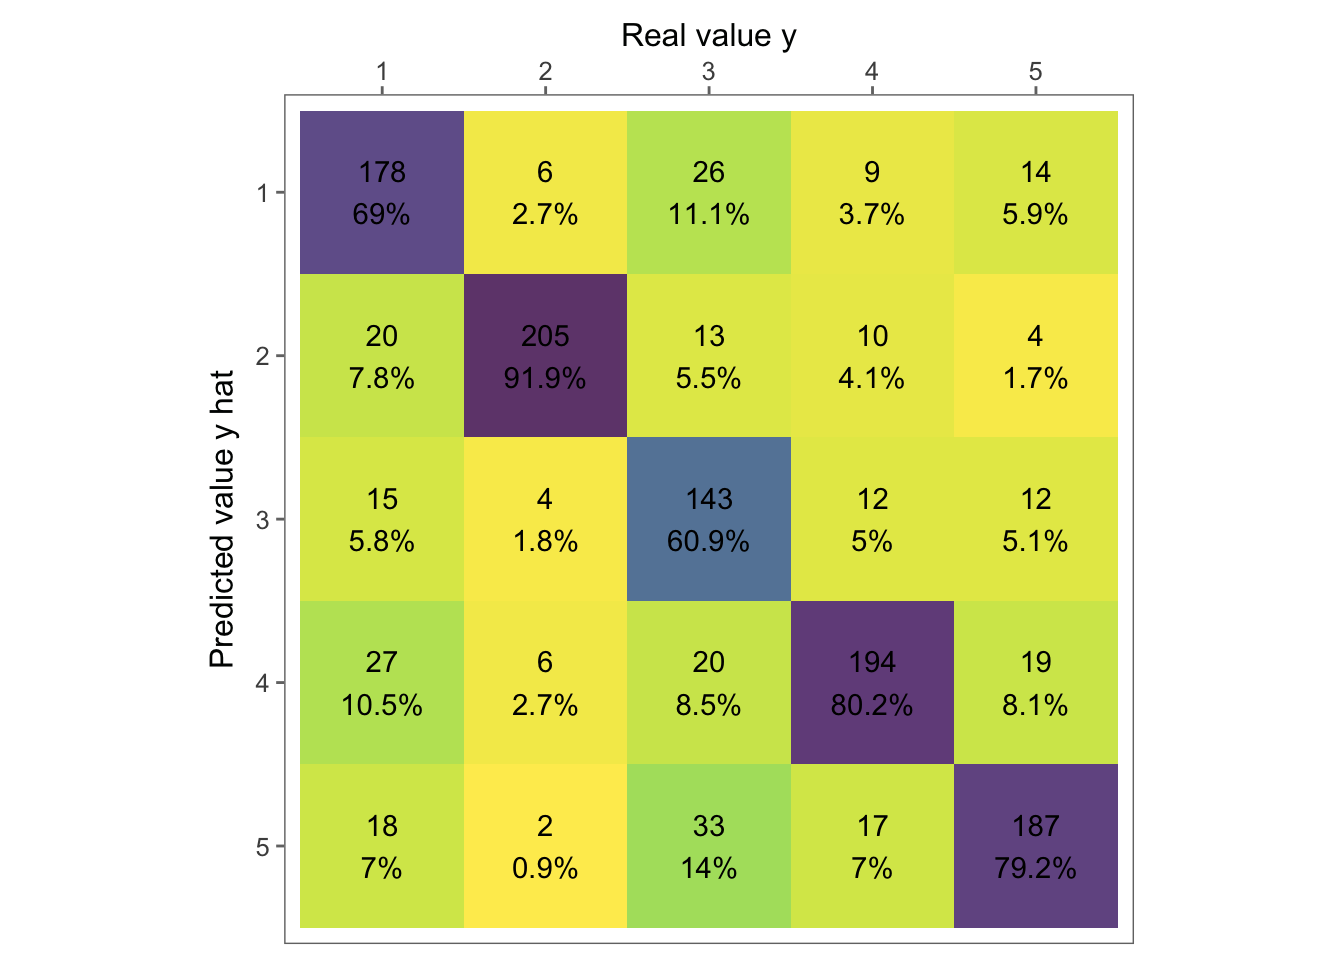 Real value y
1 2 3 4 5
1
178 6 26 9 14
69% 2.7% 11.1% 3.7% 5.9%
2
20 205 13 10 4
7.8% 91.9% 5.5% 4.1% 1.7%
3
15 4 143 12 12
5.8% 1.8% 60.9% 5% 5.1%
4
27 6 20 194 19
10.5% 2.7% 8.5% 80.2% 8.1%
5
18 2 33 17 187
7% 0.9% 14% 7% 79.2%
Predicted value y hat